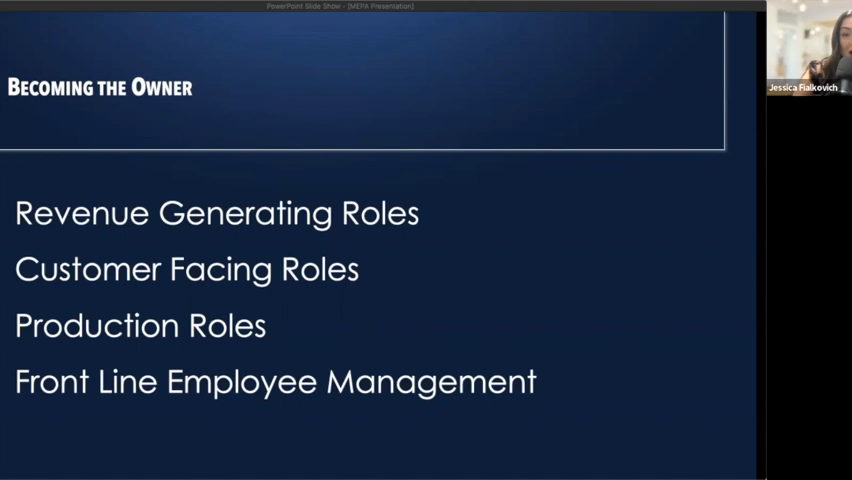 PowerPoint Slide Show - [MEPA Presentation]
BECOMING THE OWNER
Jessica Fialkovich
Revenue Generating Roles
Customer Facing Roles
Production Roles
Front Line Employee Management